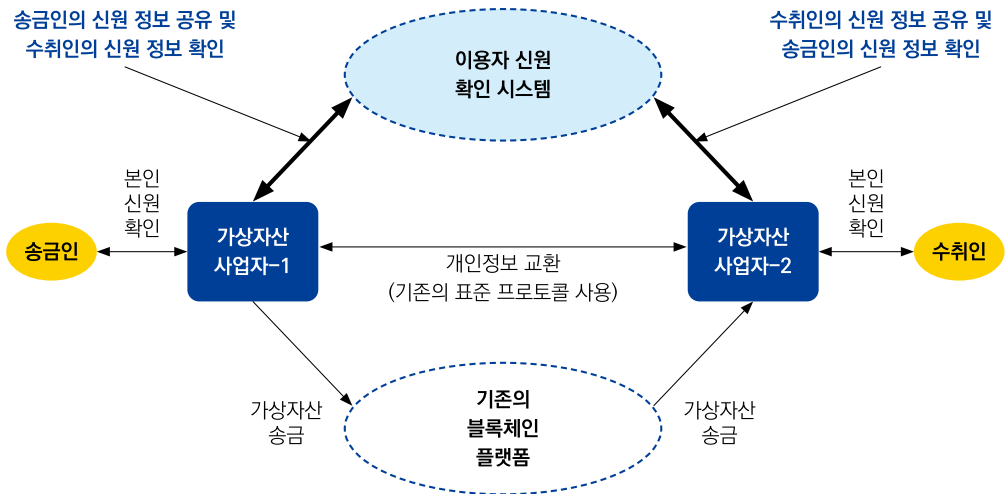 송금인의 신원 정보 공유 및
수취인의 신원 정보 확인
수취인의 신원 정보 공유 및
송금인의 신원 정보 확인
이용자 신원
확인 시스템
본인
신원
확인
본인
신원
확인
송금인
가상자산
사업자-1
개인정보 교환
(기존의 표준 프로토콜 사용)
가상자산
사업자-2
수취인
가상자산
송금
기존의
블록체인
플랫폼
가상자산
송금